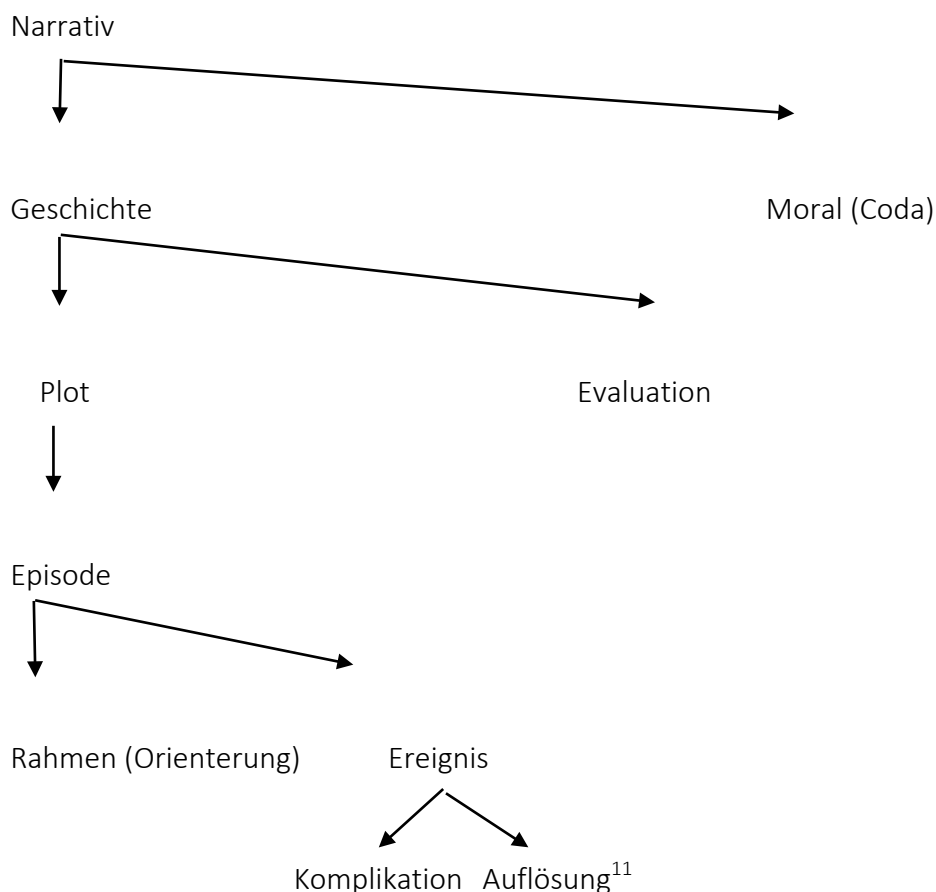 Narrativ
Geschichte Moral (Coda)
Plot Evaluation
Episode
Rahmen (Orienterung) Ereignis
Komplikation Auflösung11